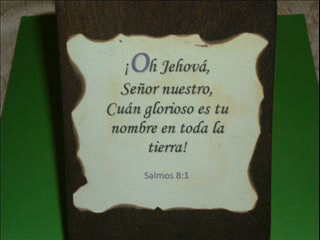 ¡Oh Jehová,
Señor nuestro,
Cuán glorioso es tu
nombre en toda la
tierra!
Salmos 8:1